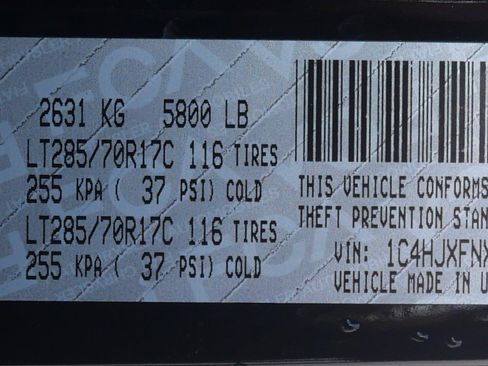 2631 KG 5800 LB
LT285/70R17C 116 TIRES
255 KPA ( 37 PSI) COLD
LT285/70R17C 116 TIRES
255 KPA ( 37 PSI) COLD
THIS VEHICLE CONFORMS
THEFT PREVENTION STAN
VIN: 1C4HJXFNX
VEHICLE MADE IN U